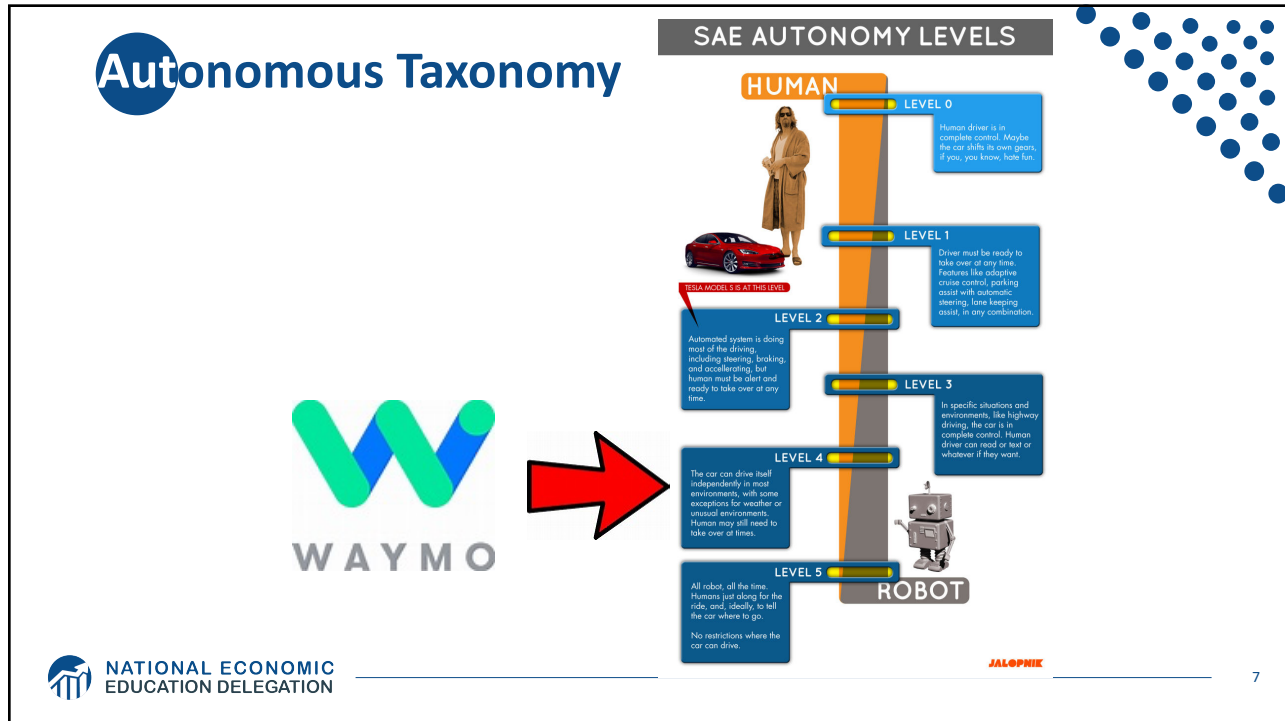 Autonomous Taxonomy
SAE AUTONOMY LEVELS
HUMAN
LEVEL 0
Human driver is in
complete control. Maybe
the car shifts its own gears,
if you, you know, hate fun.
LEVEL 1
Driver must be ready to
take over at any time.
Features like adaptive
cruise control, parking
assist with automatic
steering, lane keeping
assist, in any combination.
TESLA MODEL S IS AT THIS LEVEL
LEVEL 2
Automated system is doing
most of the driving,
including steering, braking,
and accellerating, but
human must be alert and
ready to take over at any
time.
LEVEL 3
In specific situations and
environments, like highway
driving, the car is in
complete control. Human
driver can read or text or
whatever if they want.
LEVEL 4
The car can drive itself
independently in most
environments, with some
exceptions for weather or
unusual environments.
Human may still need to
take over at times.
LEVEL 5
All robot, all the time.
Humans just along for the
ride, and, ideally, to tell
the car where to go.
No restrictions where the
car can drive.
ROBOT
WAYMO
JALOPNIK
NATIONAL ECONOMIC
EDUCATION DELEGATION
7